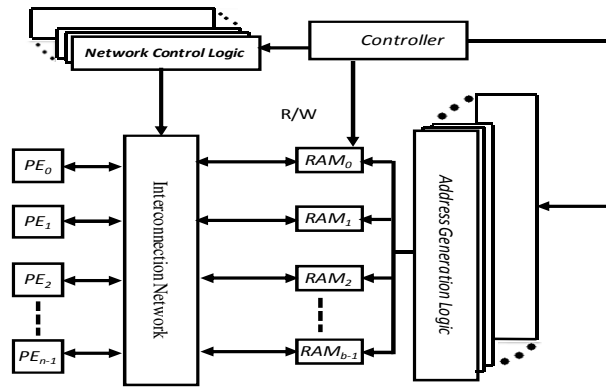 Network Control Logic
Controller
R/W
PE0
PE1
PE2
PEn-1
Interconnection Network
RAM0
RAM1
RAM2
RAMb-1
Address Generation Logic